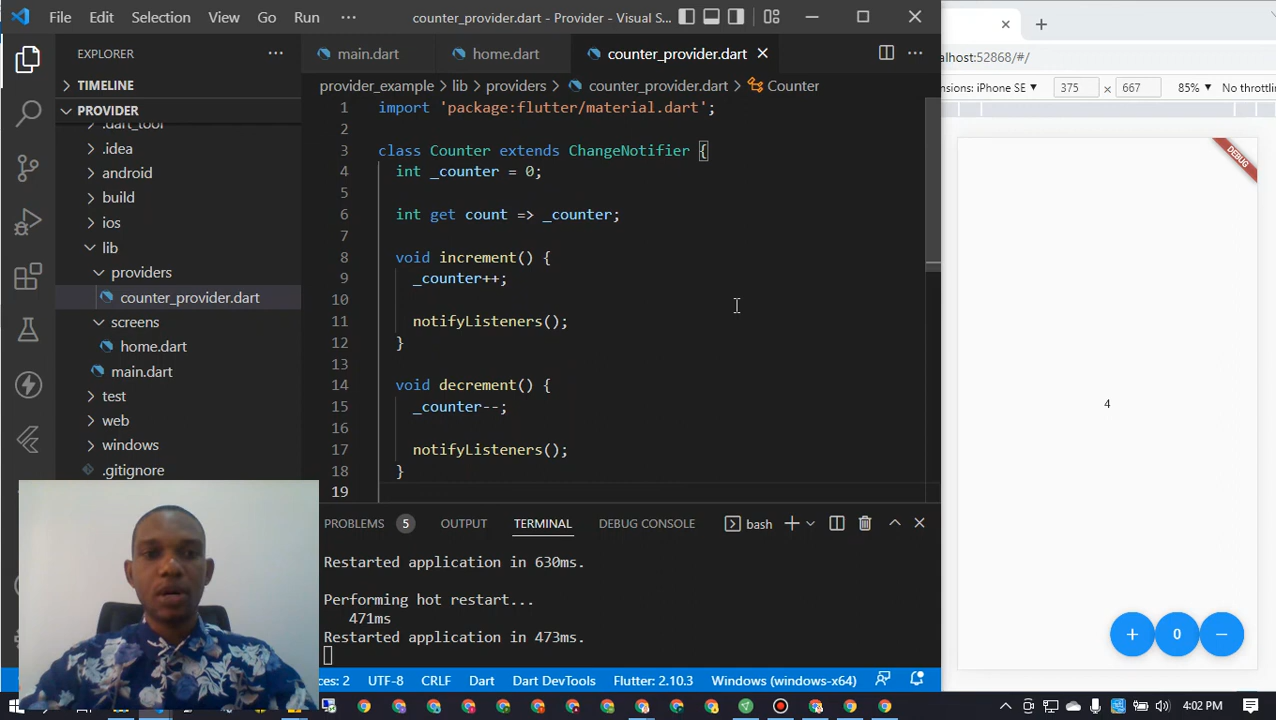 File Edit Selection View Go Run ··· counter_provider.dart - Provider - Visual S...
EXPLORER ···
TIMELINE
PROVIDER
.dart_tool
.idea
android
build
ios
lib
providers
counter_provider.dart
screens
home.dart
main.dart
test
web
windows
.gitignore
main.dart home.dart counter_provider.dart
provider_example > lib > providers > counter_provider.dart > Counter
1 import 'package:flutter/material.dart';
2
3 class Counter extends ChangeNotifier {
4 int _counter = 0;
5
6 int get count => _counter;
7
8 void increment() {
9 _counter++;
10
11 notifyListeners();
12 }
13
14 void decrement() {
15 _counter--;
16
17 notifyListeners();
18 }
19
PROBLEMS 5 OUTPUT TERMINAL DEBUG CONSOLE bash
Restarted application in 630ms.
Performing hot restart...
471ms
Restarted application in 473ms.
ces: 2 UTF-8 CRLF Dart Dart DevTools Flutter: 2.10.3 Windows (windows-x64)
alhost:52868/#/
nsions: iPhone SE 375 x 667 85% No throttlin
DEBUG
4
+ 0 −
4:02 PM